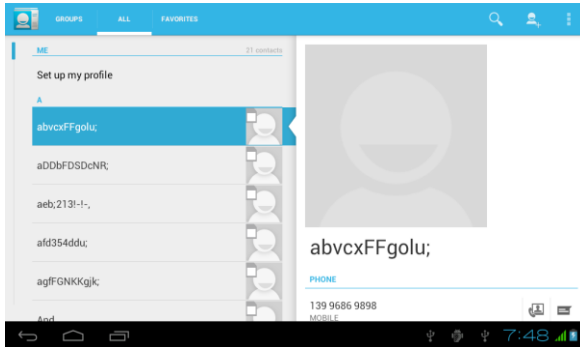 GROUPS ALL FAVORITES
ME 21 contacts
Set up my profile
A
abvcxFFgolu;
aDDbFDSDcNR;
aeb;213!-!-,
afd354ddu;
agfFGNKKgjk;
And
abvcxFFgolu;
PHONE
139 9686 9898
MOBILE
7:48